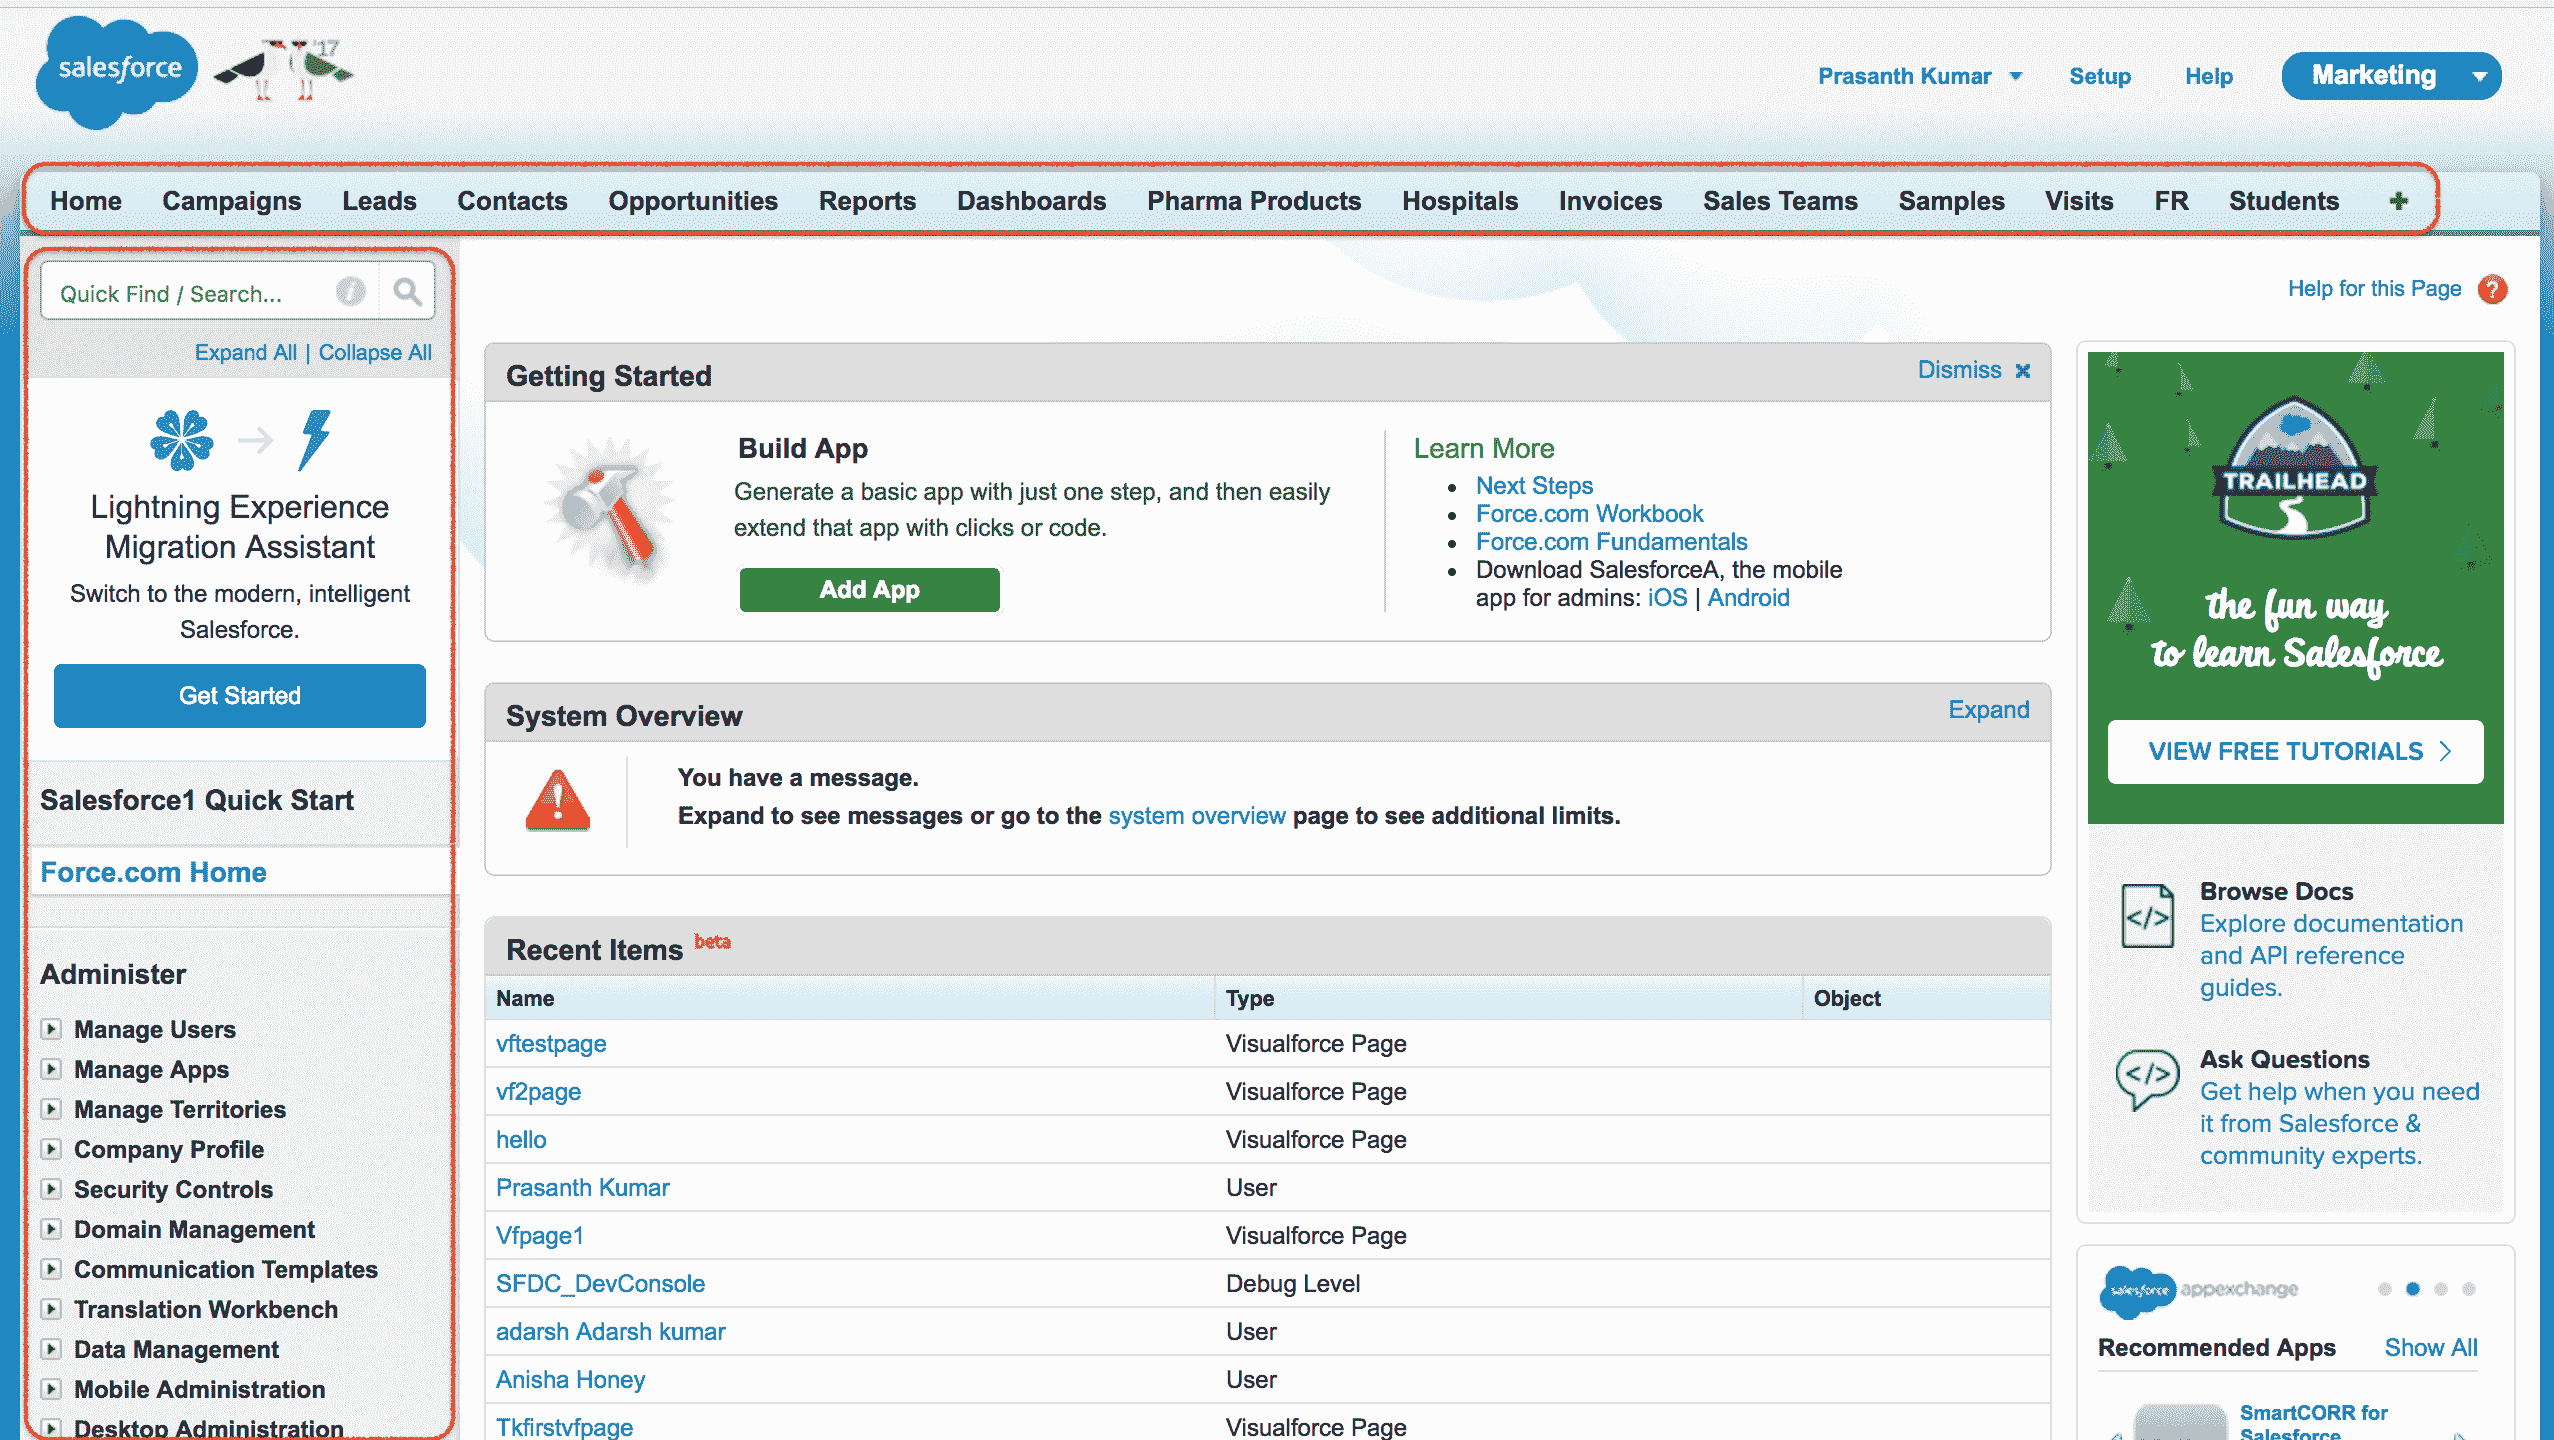 salesforce
'17
Prasanth Kumar
Setup
Help
Marketing
Home Campaigns Leads Contacts Opportunities Reports Dashboards Pharma Products Hospitals Invoices Sales Teams Samples Visits FR Students +
Quick Find / Search...
Expand All | Collapse All
Lightning Experience
Migration Assistant
Switch to the modern, intelligent
Salesforce.
Get Started
Salesforce1 Quick Start
Force.com Home
Administer
Manage Users
Manage Apps
Manage Territories
Company Profile
Security Controls
Domain Management
Communication Templates
Translation Workbench
Data Management
Mobile Administration
Desktop Administration
Help for this Page ?
Getting Started
Dismiss
Build App
Generate a basic app with just one step, and then easily
extend that app with clicks or code.
Add App
Learn More
Next Steps
Force.com Workbook
Force.com Fundamentals
Download SalesforceA, the mobile
app for admins: iOS | Android
System Overview
Expand
You have a message.
Expand to see messages or go to the system overview page to see additional limits.
Recent Items beta
Name Type Object
vftestpage Visualforce Page
vf2page Visualforce Page
hello Visualforce Page
Prasanth Kumar User
Vfpage1 Visualforce Page
SFDC_DevConsole Debug Level
adarsh Adarsh kumar User
Anisha Honey User
Tkfirstvfpage Visualforce Page
TRAILHEAD
the fun way
to learn Salesforce
VIEW FREE TUTORIALS
Browse Docs
Explore documentation
and API reference
guides.
Ask Questions
Get help when you need
it from Salesforce &
community experts.
salesforce appexchange
Recommended Apps Show All
SmartCORR for
Salesforce